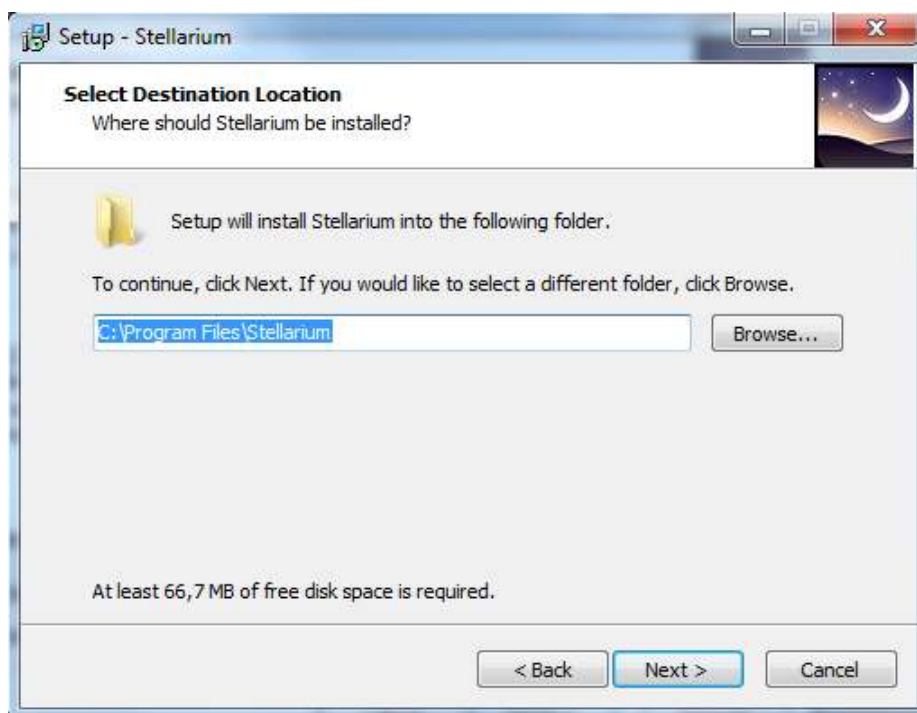 Setup - Stellarium
Select Destination Location
Where should Stellarium be installed?
Setup will install Stellarium into the following folder.
To continue, click Next. If you would like to select a different folder, click Browse.
C:\Program Files\Stellarium
Browse...
At least 66,7 MB of free disk space is required.
< Back
Next >
Cancel